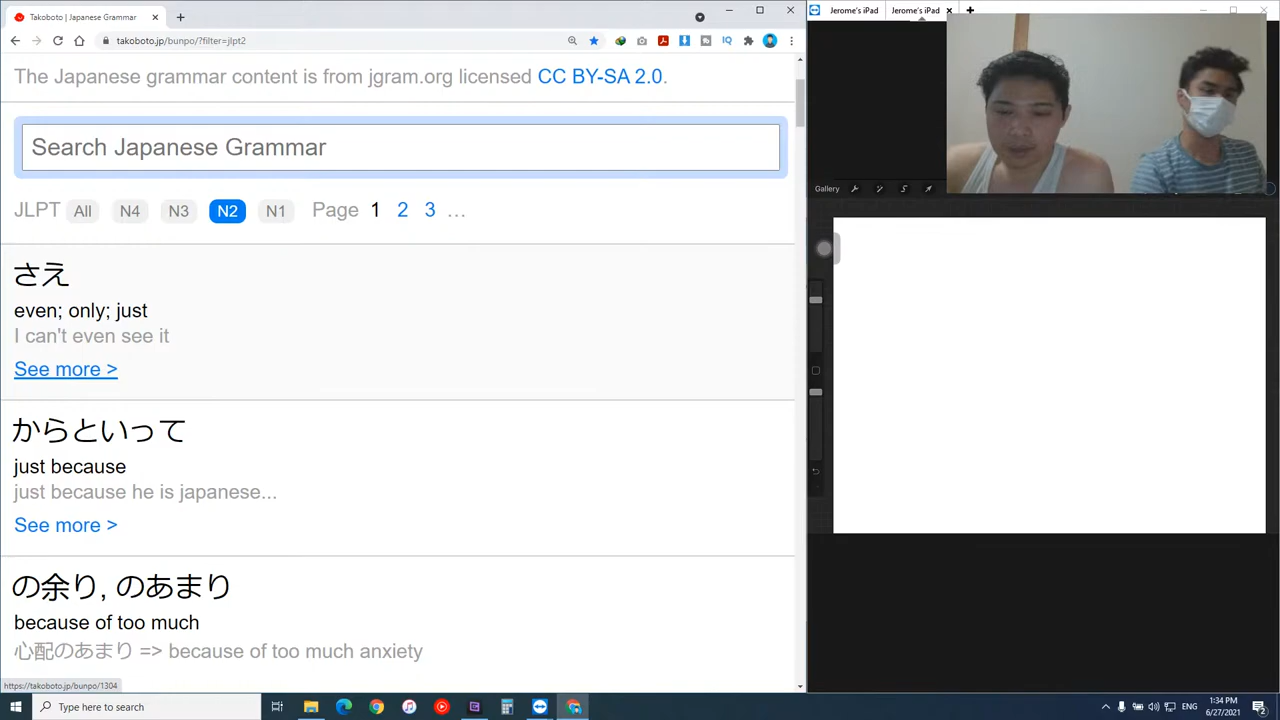 Takoboto | Japanese Grammar
takoboto.jp/bunpo/?filter=jlpt2
IQ
The Japanese grammar content is from jgram.org licensed CC BY-SA 2.0.
Search Japanese Grammar
JLPT All N4 N3 N2 N1 Page 1 2 3 ...
さえ
even; only; just
I can't even see it
See more >
からといって
just because
just because he is japanese...
See more >
の余り, のあまり
because of too much
心配のあまり => because of too much anxiety
https://takoboto.jp/bunpo/1304
Jerome's iPad
Jerome's iPad
Gallery
Type here to search
ENG
1:34 PM
6/27/2021
2